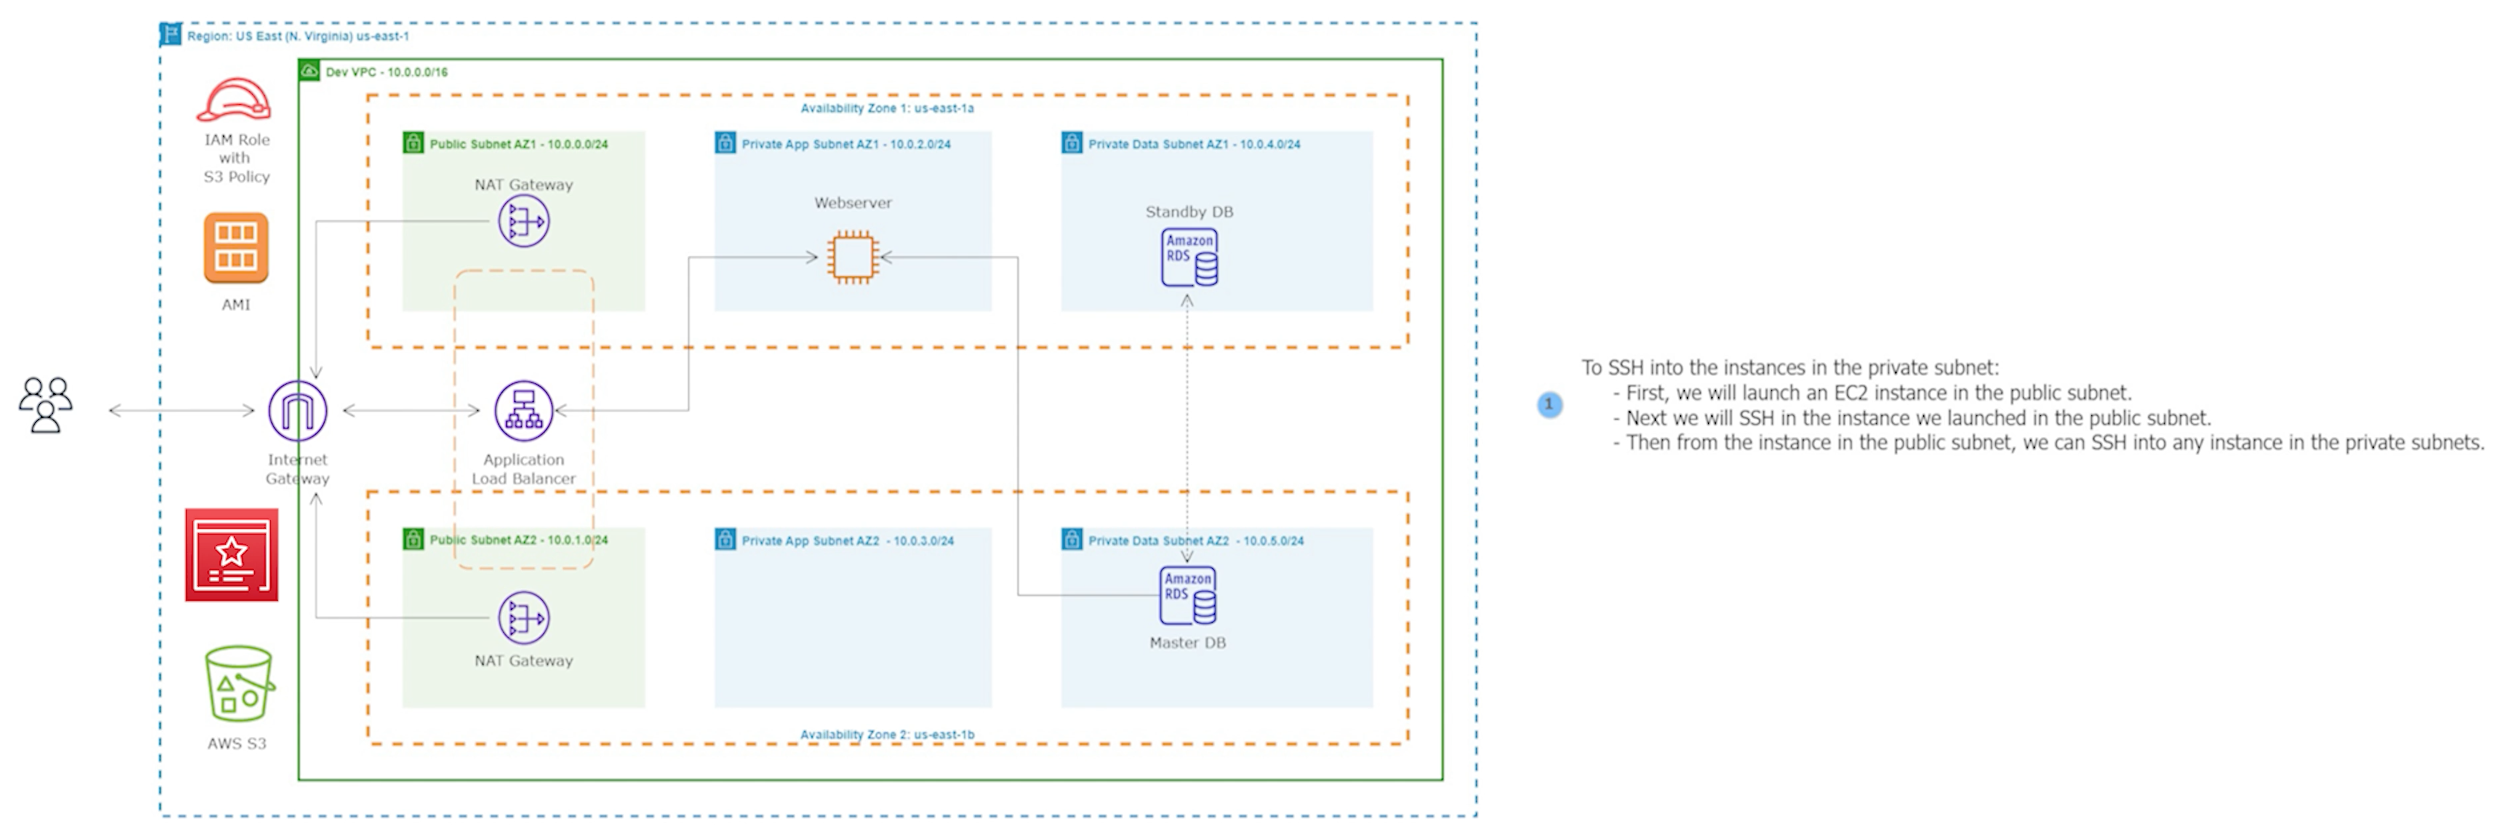 Region: US East (N. Virginia) us-east-1
Dev VPC - 10.0.0.0/16
IAM Role
with
S3 Policy
AMI
Availability Zone 1: us-east-1a
Public Subnet AZ1 - 10.0.0.0/24
NAT Gateway
Private App Subnet AZ1 - 10.0.2.0/24
Webserver
Private Data Subnet AZ1 - 10.0.4.0/24
Standby DB
Amazon
RDS
Internet
Gateway
Application
Load Balancer
Public Subnet AZ2 - 10.0.1.0/24
NAT Gateway
Private App Subnet AZ2 - 10.0.3.0/24
Private Data Subnet AZ2 - 10.0.5.0/24
Amazon
RDS
Master DB
Availability Zone 2: us-east-1b
AWS S3
1
To SSH into the instances in the private subnet:
- First, we will launch an EC2 instance in the public subnet.
- Next we will SSH in the instance we launched in the public subnet.
- Then from the instance in the public subnet, we can SSH into any instance in the private subnets.